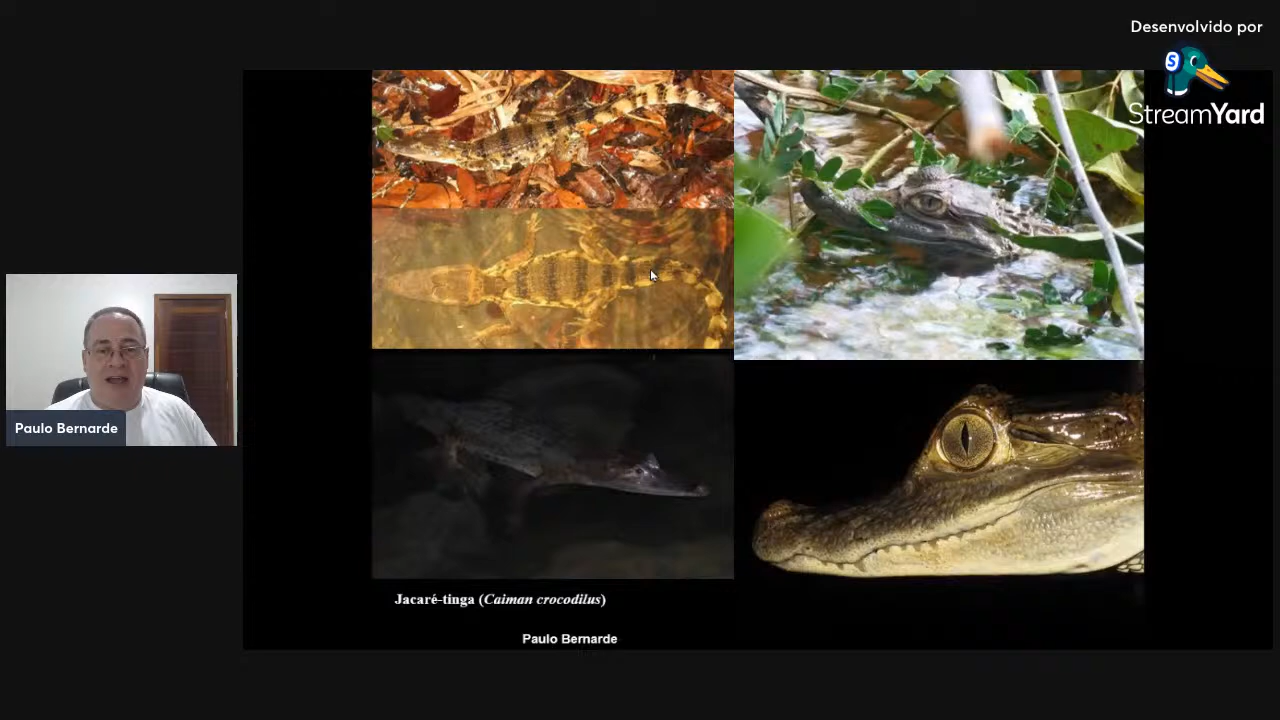 Desenvolvido por
S
StreamYard
Paulo Bernarde
Jacaré-tinga (Caiman crocodilus)
Paulo Bernarde